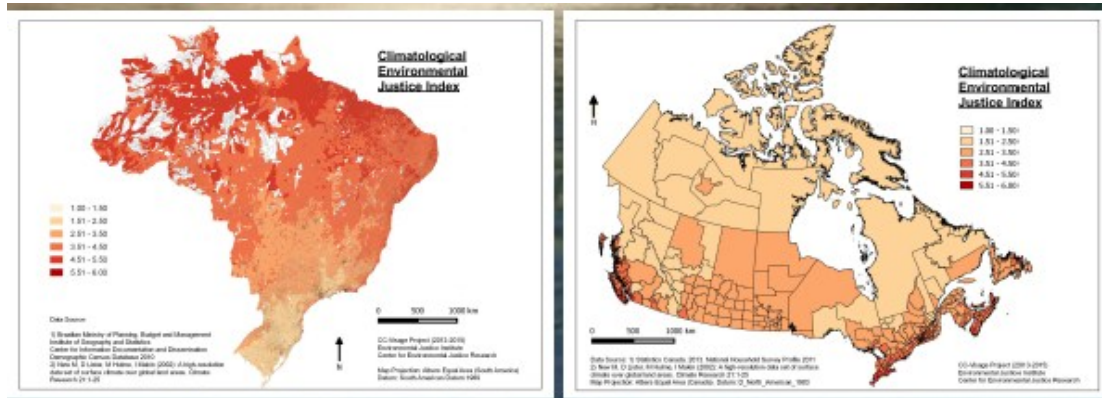 Climatological
Environmental
Justice Index
1.00 - 1.50
1.51 - 2.50
2.51 - 3.50
3.51 - 4.50
4.51 - 5.50
5.51 - 6.00
Data Source:
1) Brazilian Ministry of Planning, Budget and Management
Institute of Geography and Statistics
Center for Information Documentation and Dissemination
Demographic Census Database 2010
2) New M, D Lister, M Hulme, I Makin (2002) A high-resolution
data set of surface climate over global land areas. Climate
Research 21:1-25
0 500 1000 km
CC-Visage Project (2013-2015)
Environmental Justice Institute
Center for Environmental Justice Research
Map Projection: Albers Equal Area (South America)
Datum: South American Datum 1969
N
Climatological
Environmental
Justice Index
1.00 - 1.50
1.51 - 2.50
2.51 - 3.50
3.51 - 4.50
4.51 - 5.50
5.51 - 6.00
N
0 500 1000 km
Data Source: 1) Statistics Canada. 2013. National Household Survey Profile 2011
2) New M, D Lister, M Hulme, I Makin (2002) A high-resolution data set of surface
climate over global land areas. Climate Research 21:1-25
Map Projection: Albers Equal Area (Canada) Datum: D_North_American_1983
CC-Visage Project (2013-2015)
Environmental Justice Institute
Center for Environmental Justice Research